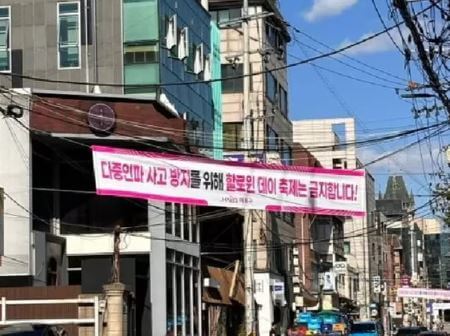 다중인파 사고 방지를 위해 할로윈 데이 축제는 금지합니다!